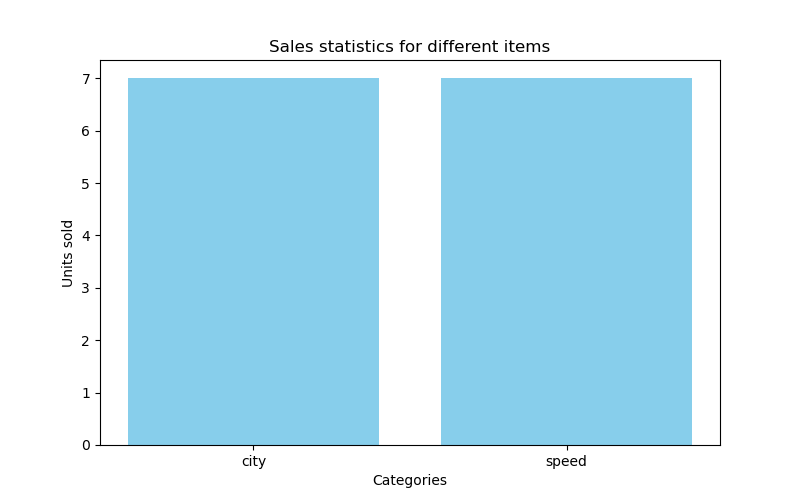 Sales statistics for different items
7
6
5
4
3
2
1
0
Units sold
city speed
Categories